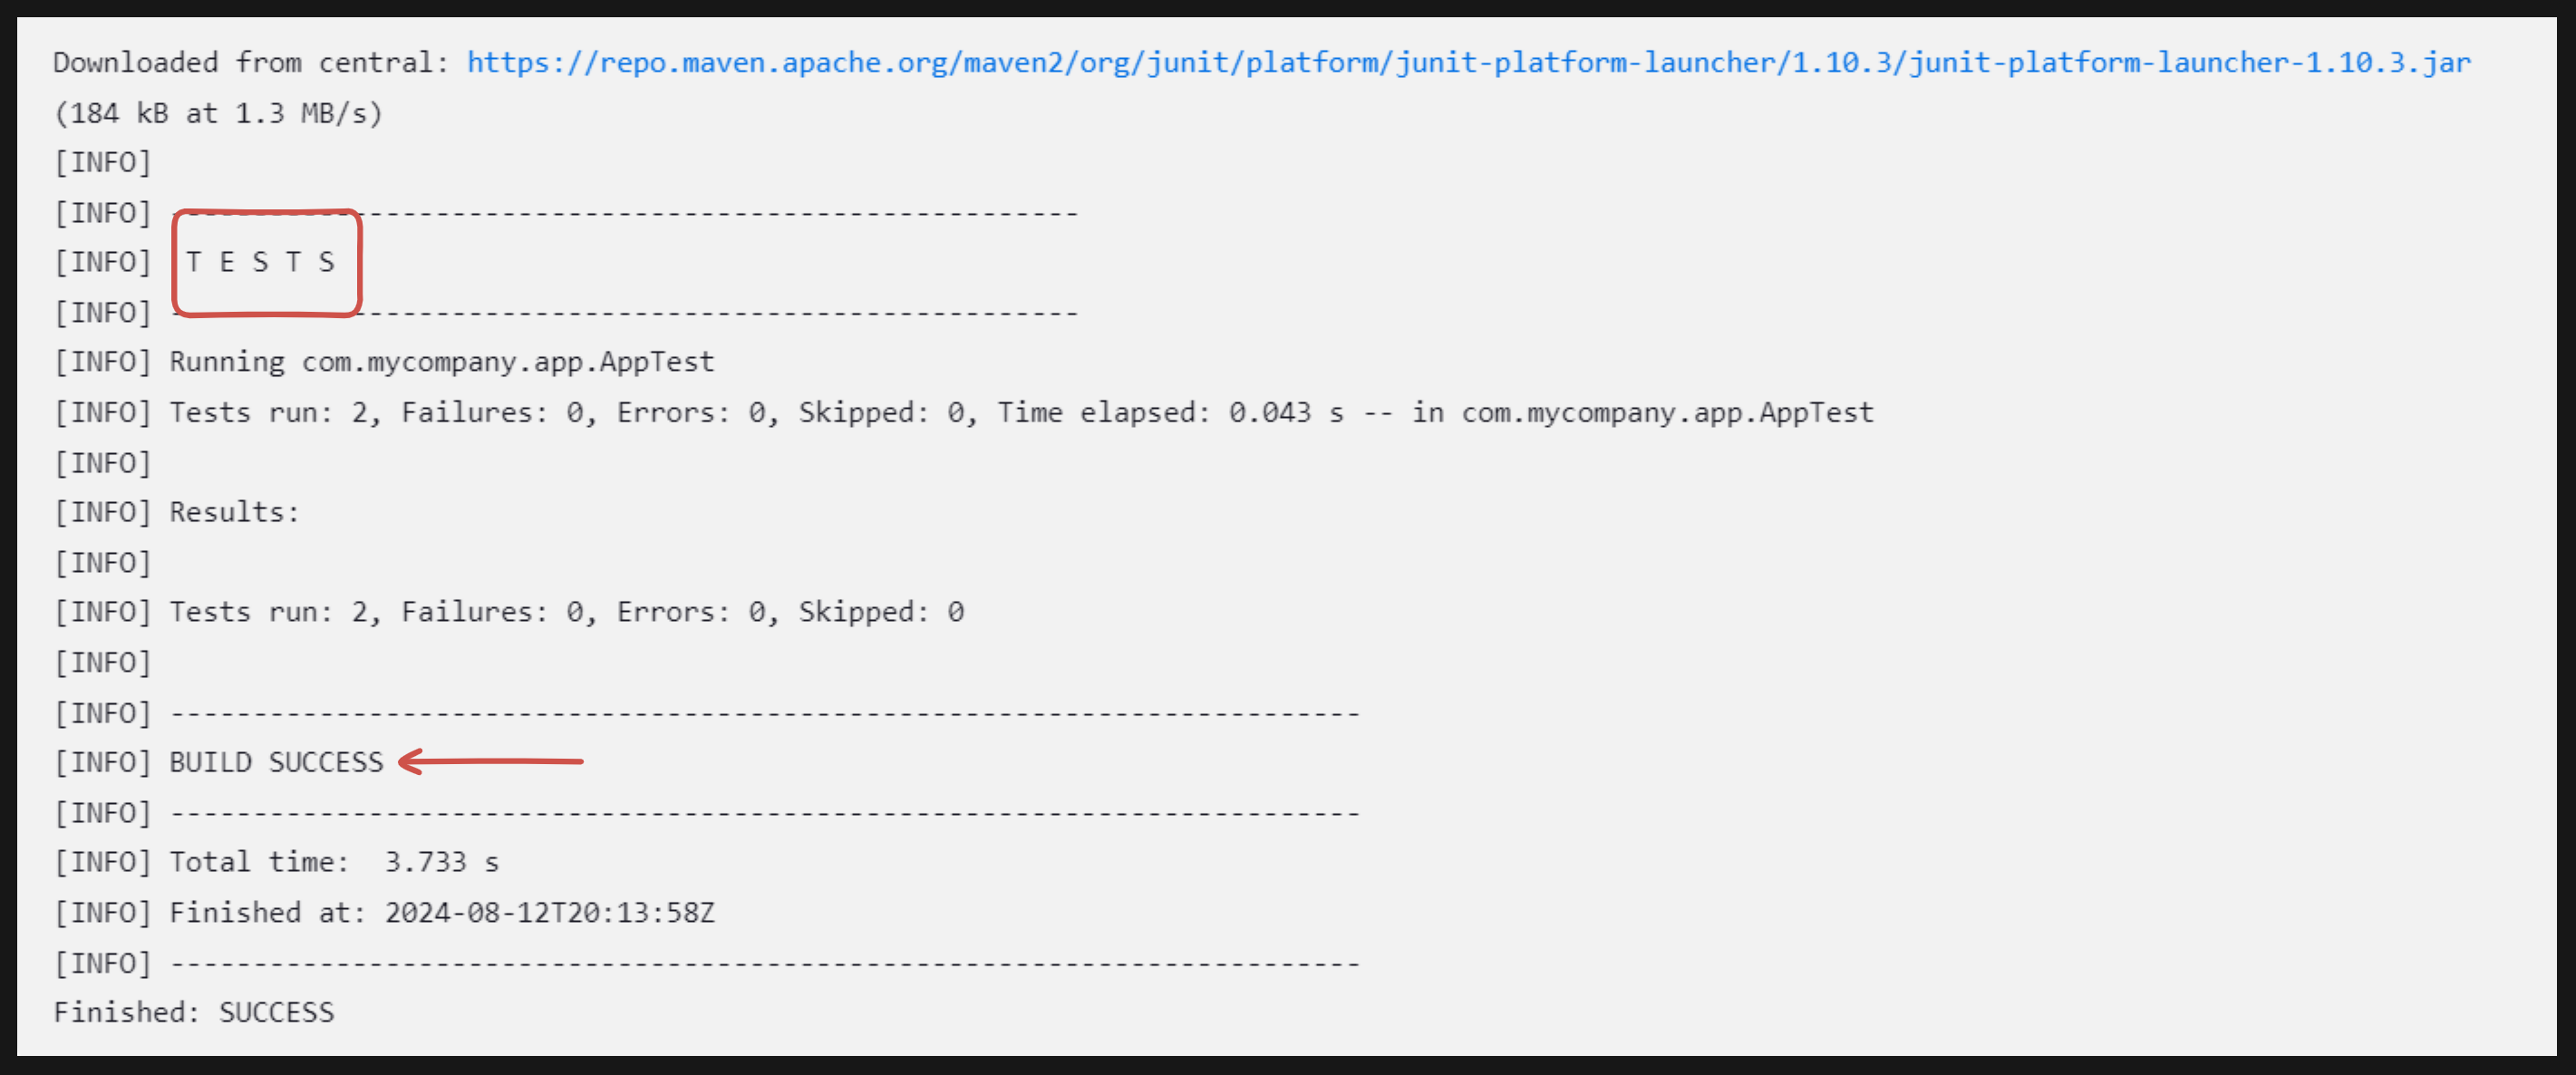 Downloaded from central: https://repo.maven.apache.org/maven2/org/junit/platform/junit-platform-launcher/1.10.3/junit-platform-launcher-1.10.3.jar
(184 kB at 1.3 MB/s)
[INFO]
[INFO] -------------------------------------------------------
[INFO]  T E S T S
[INFO] -------------------------------------------------------
[INFO] Running com.mycompany.app.AppTest
[INFO] Tests run: 2, Failures: 0, Errors: 0, Skipped: 0, Time elapsed: 0.043 s -- in com.mycompany.app.AppTest
[INFO]
[INFO] Results:
[INFO]
[INFO] Tests run: 2, Failures: 0, Errors: 0, Skipped: 0
[INFO]
[INFO] ------------------------------------------------------------------------
[INFO] BUILD SUCCESS
[INFO] ------------------------------------------------------------------------
[INFO] Total time:  3.733 s
[INFO] Finished at: 2024-08-12T20:13:58Z
[INFO] ------------------------------------------------------------------------
Finished: SUCCESS